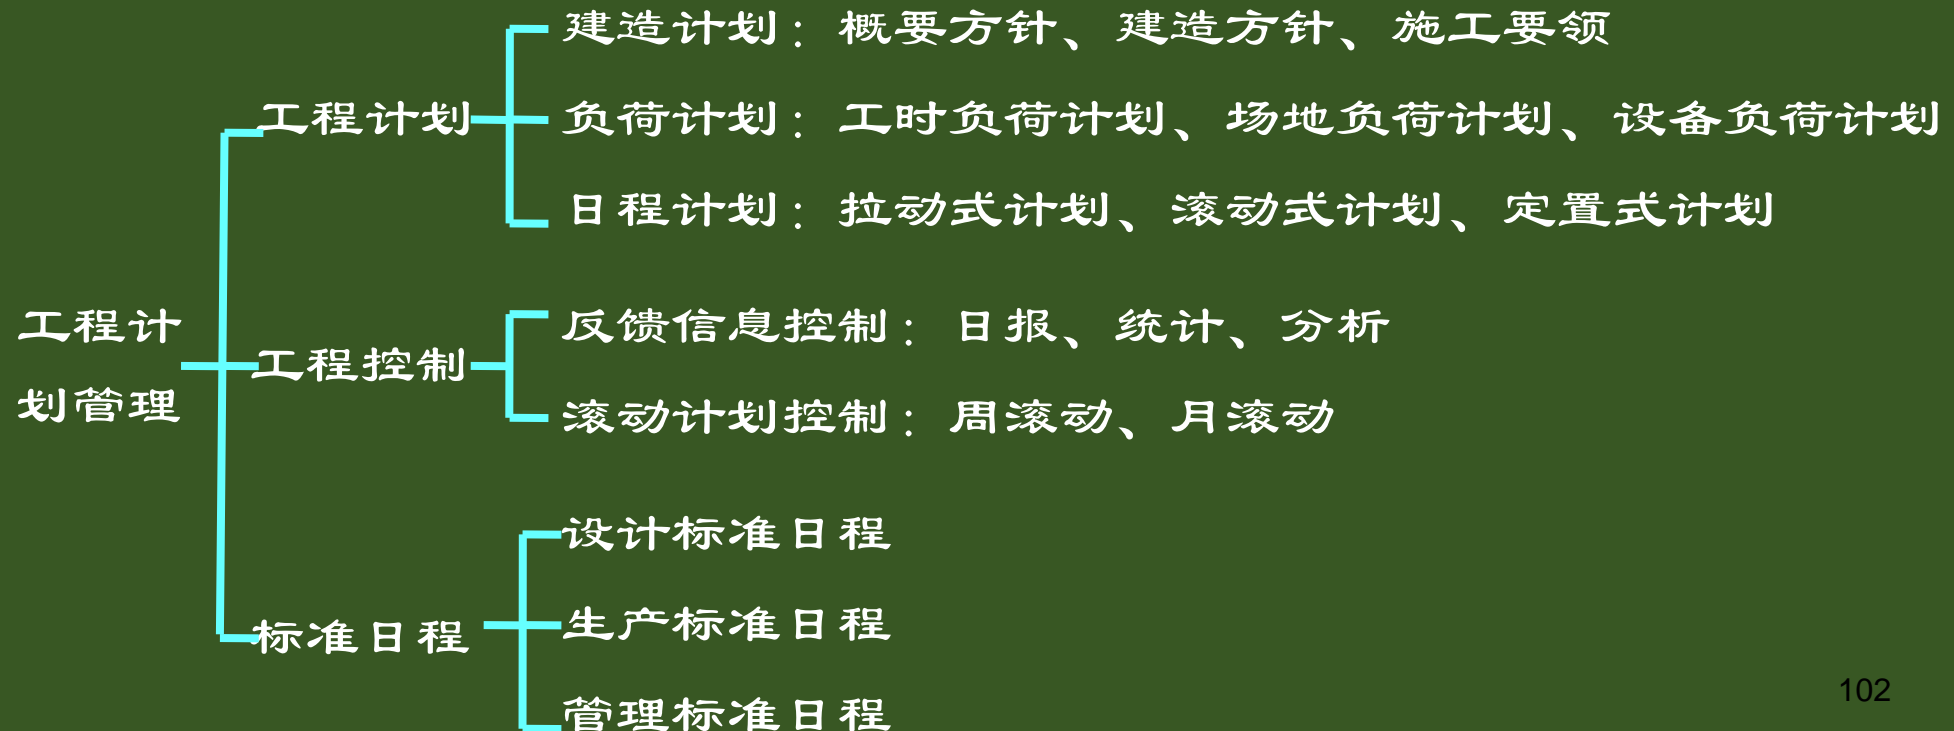 建造计划：概要方针、建造方针、施工要领
工程计划
负荷计划：工时负荷计划、场地负荷计划、设备负荷计划
日程计划：拉动式计划、滚动式计划、定置式计划
工程计
划管理
反馈信息控制：日报、统计、分析
工程控制
滚动计划控制：周滚动、月滚动
设计标准日程
标准日程
生产标准日程
管理标准日程
102